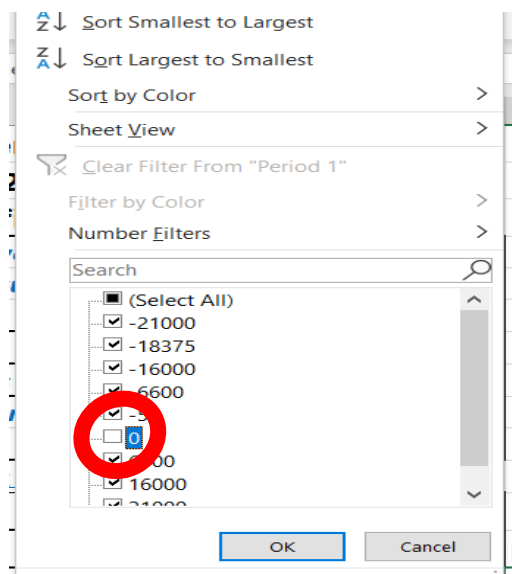 Sort Smallest to Largest
Sort Largest to Smallest
Sort by Color
Sheet View
Clear Filter From "Period 1"
Filter by Color
Number Filters
Search
(Select All)
-21000
-18375
-16000
-6600
0
16000
21000
OK
Cancel